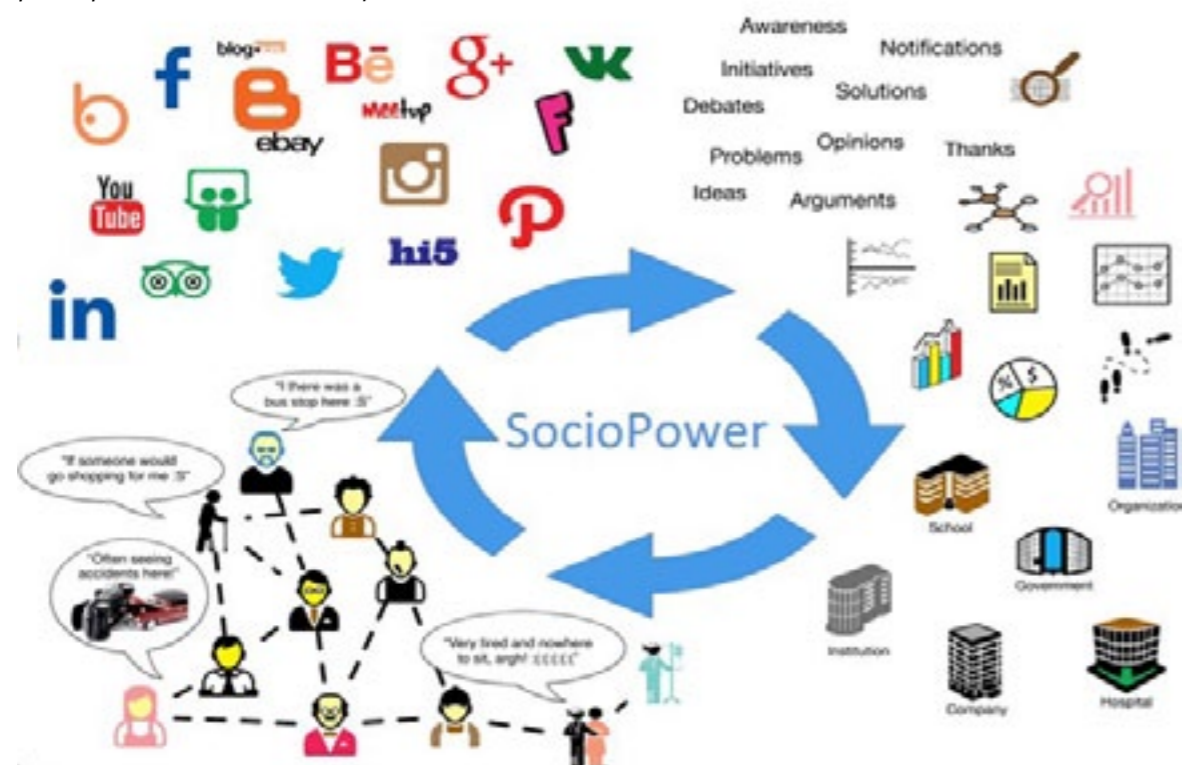 Awareness
Notifications
Initiatives
Solutions
Debates
Opinions
Problems
Thanks
Ideas
Arguments
blog
Bē
g+
meetup
ebay
You
Tube
hi5
in
SocioPower
"I there was a
bus stop here :S"
"If someone would
go shopping for me :S"
"Often seeing
accidents here!"
"Very tired and nowhere
to sit, argh! :(((((("
% $
School
Organization
Government
Institution
Company
Hospital